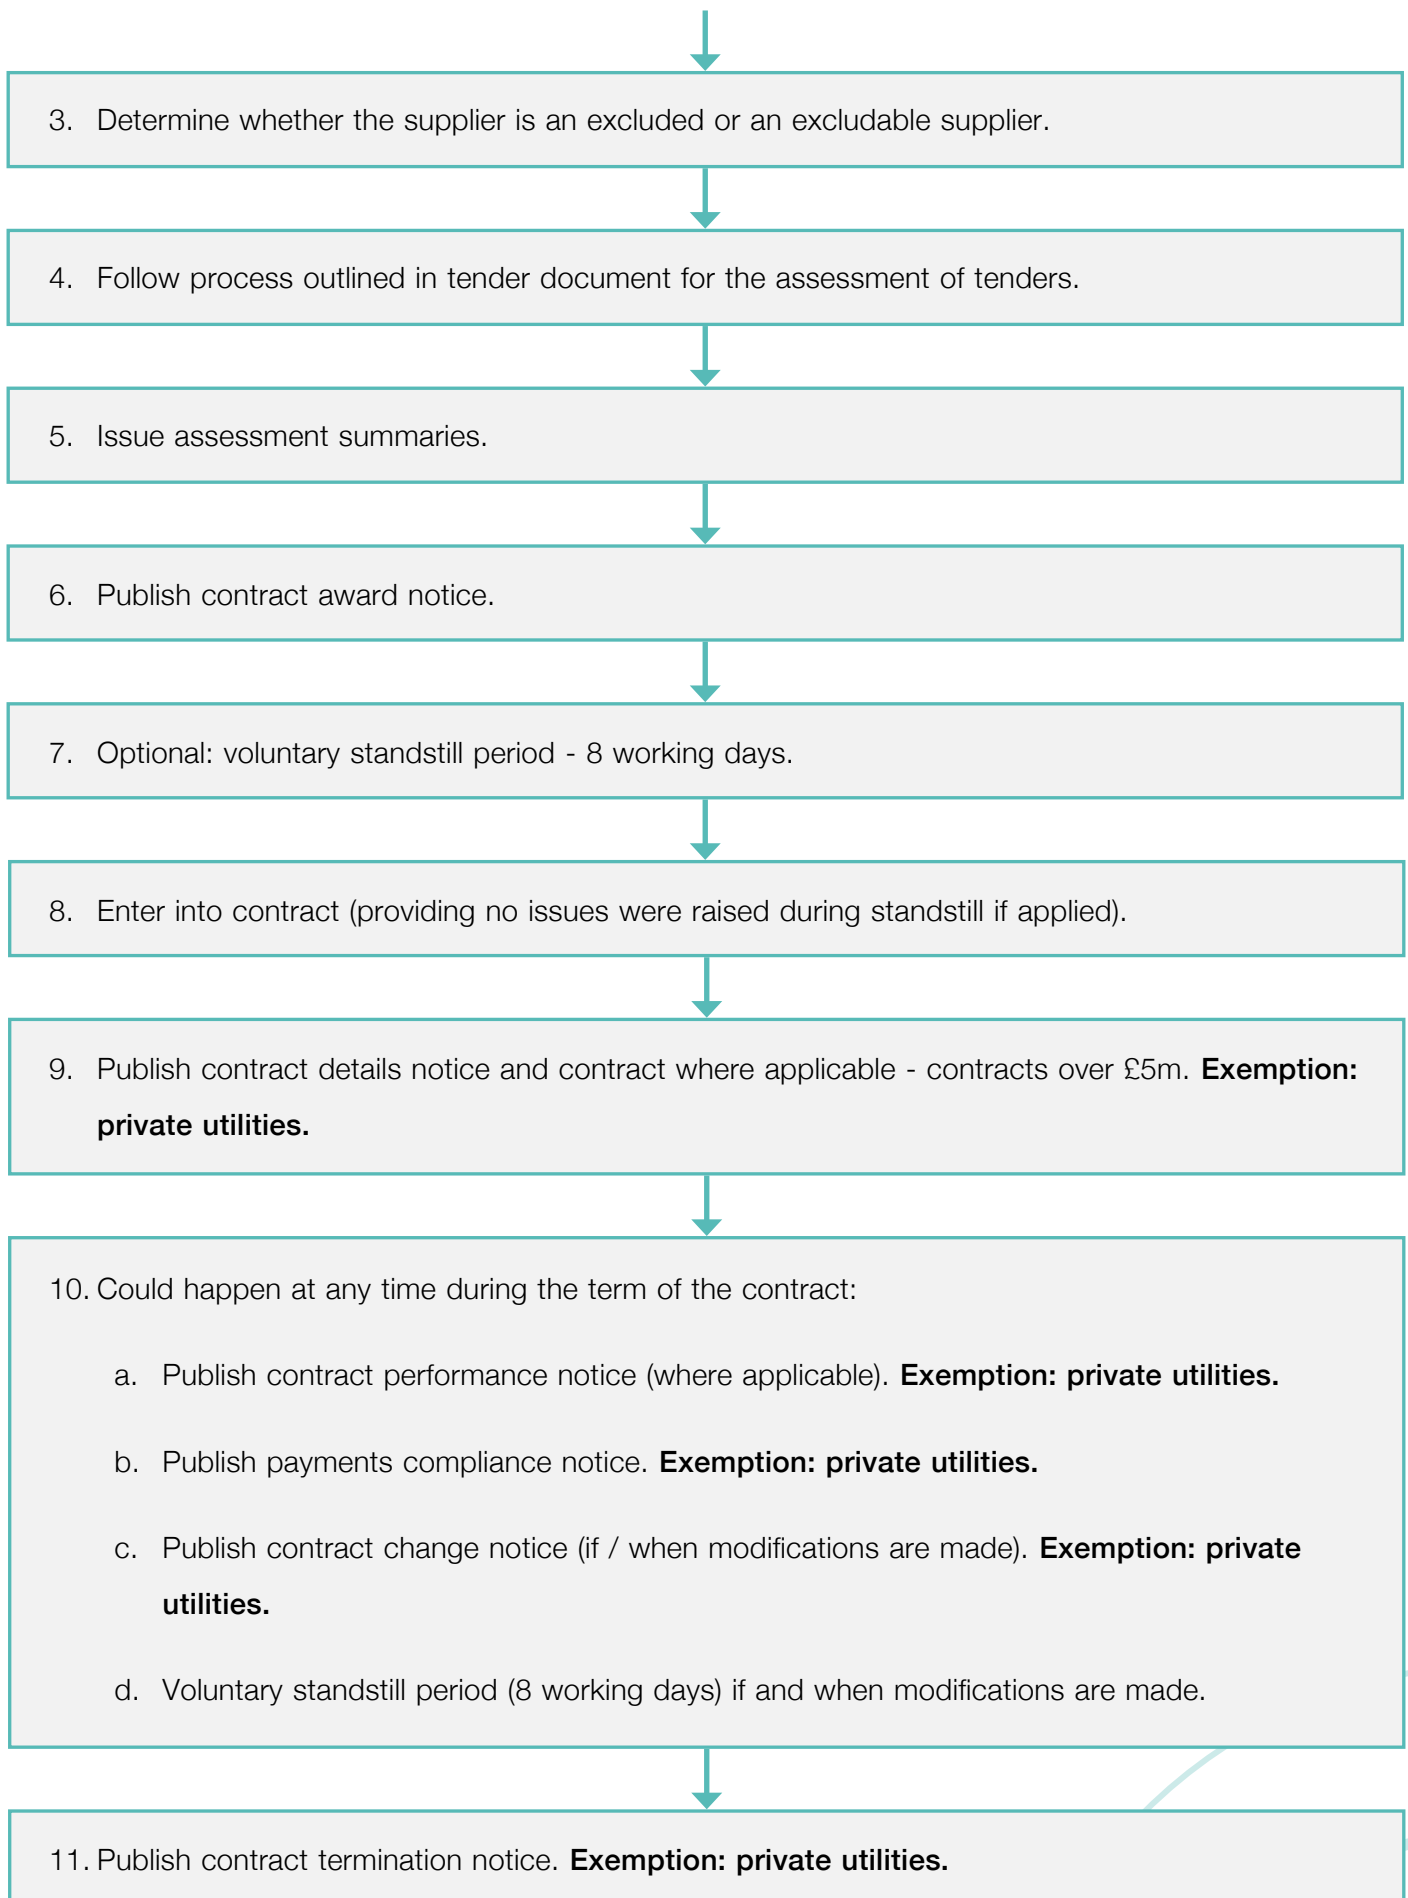 3. Determine whether the supplier is an excluded or an excludable supplier.
4. Follow process outlined in tender document for the assessment of tenders.
5. Issue assessment summaries.
6. Publish contract award notice.
7. Optional: voluntary standstill period - 8 working days.
8. Enter into contract (providing no issues were raised during standstill if applied).
9. Publish contract details notice and contract where applicable - contracts over £5m. Exemption:
private utilities.
10. Could happen at any time during the term of the contract:
a. Publish contract performance notice (where applicable). Exemption: private utilities.
b. Publish payments compliance notice. Exemption: private utilities.
c. Publish contract change notice (if / when modifications are made). Exemption: private
utilities.
d. Voluntary standstill period (8 working days) if and when modifications are made.
11. Publish contract termination notice. Exemption: private utilities.